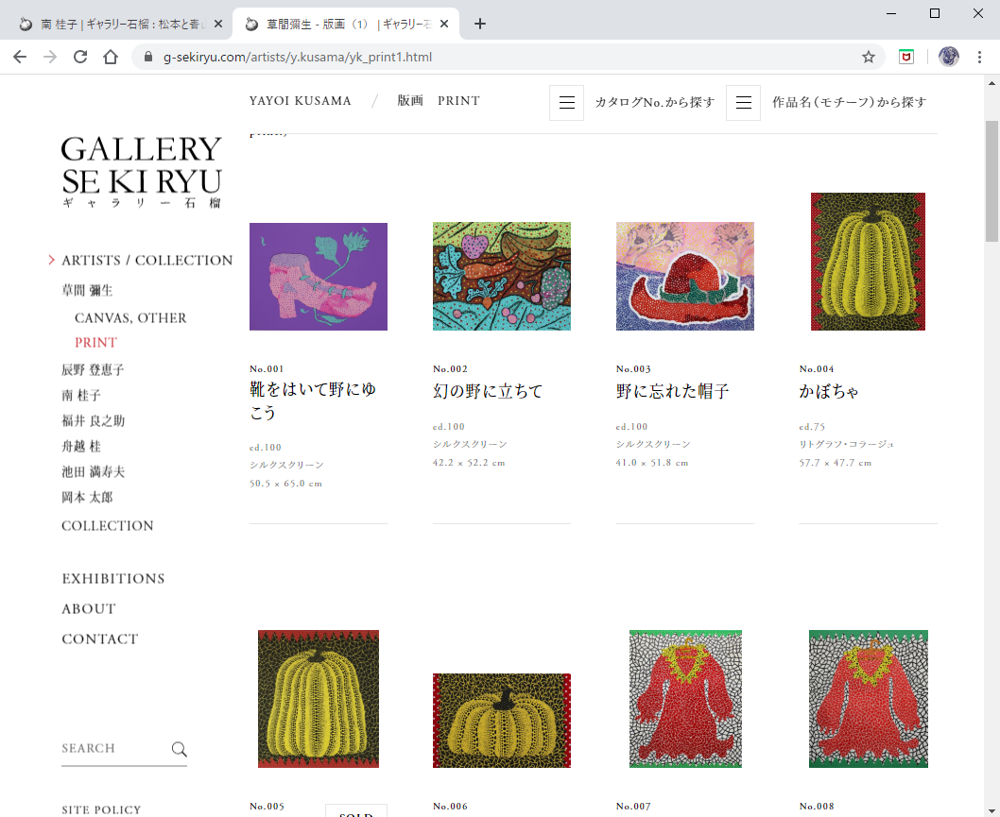 南 桂子 | ギャラリー石榴 : 松本と青山
草間彌生 - 版画（1） | ギャラリー石
g-sekiryu.com/artists/y.kusama/yk_print1.html
YAYOI KUSAMA / 版画 PRINT
カタログNo.から探す
作品名（モチーフ）から探す
GALLERY
SEKIRYU
ギャラリー石榴
ARTISTS / COLLECTION
草間 彌生
CANVAS, OTHER
PRINT
辰野 登恵子
南 桂子
福井 良之助
舟越 桂
池田 満寿夫
岡本 太郎
COLLECTION
EXHIBITIONS
ABOUT
CONTACT
SEARCH
SITE POLICY
No.001
靴をはいて野にゆ
こう
ed.100
シルクスクリーン
50.5 × 65.0 cm
No.002
幻の野に立ちて
ed.100
シルクスクリーン
42.2 × 52.2 cm
No.003
野に忘れた帽子
ed.100
シルクスクリーン
41.0 × 51.8 cm
No.004
かぼちゃ
ed.75
リトグラフ・コラージュ
57.7 × 47.7 cm
No.005
SOLD
No.006
No.007
No.008